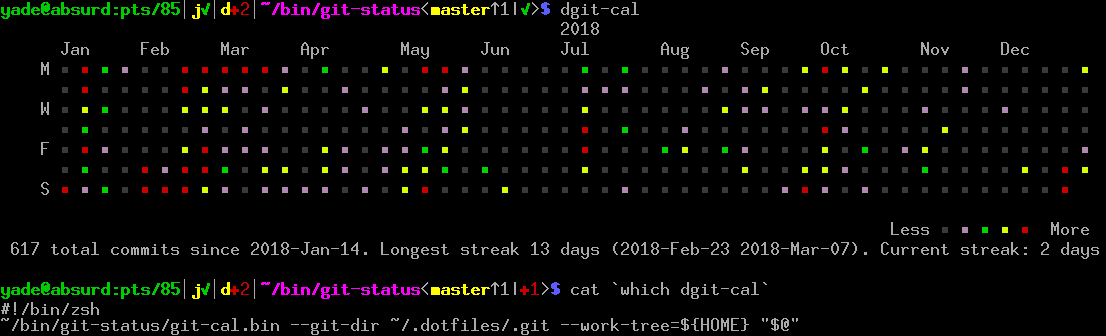 yade@absurd:pts/85|j√|d+2|~/bin/git-status<master↑1|√>$ dgit-cal
2018
Jan Feb Mar Apr May Jun Jul Aug Sep Oct Nov Dec
M
W
F
S
Less More
617 total commits since 2018-Jan-14. Longest streak 13 days (2018-Feb-23 2018-Mar-07). Current streak: 2 days
yade@absurd:pts/85|j√|d+2|~/bin/git-status<master↑1|+1>$ cat `which dgit-cal`
#!/bin/zsh
~/bin/git-status/git-cal.bin --git-dir ~/.dotfiles/.git --work-tree=${HOME} "$@"